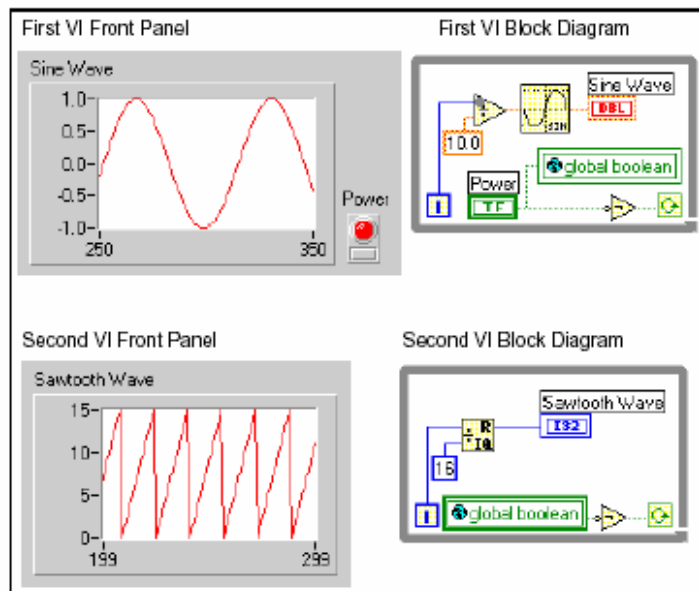 First VI Front Panel
First VI Block Diagram
Sine Wave
1.0
0.5
0.0
-0.5
-1.0
250
350
Power
Sine Wave
DBL
SIN
10.0
global boolean
Power
TF
i
Second VI Front Panel
Second VI Block Diagram
Sawtooth Wave
15
10
5
0
199
299
Sawtooth Wave
I32
R
IQ
16
i
global boolean